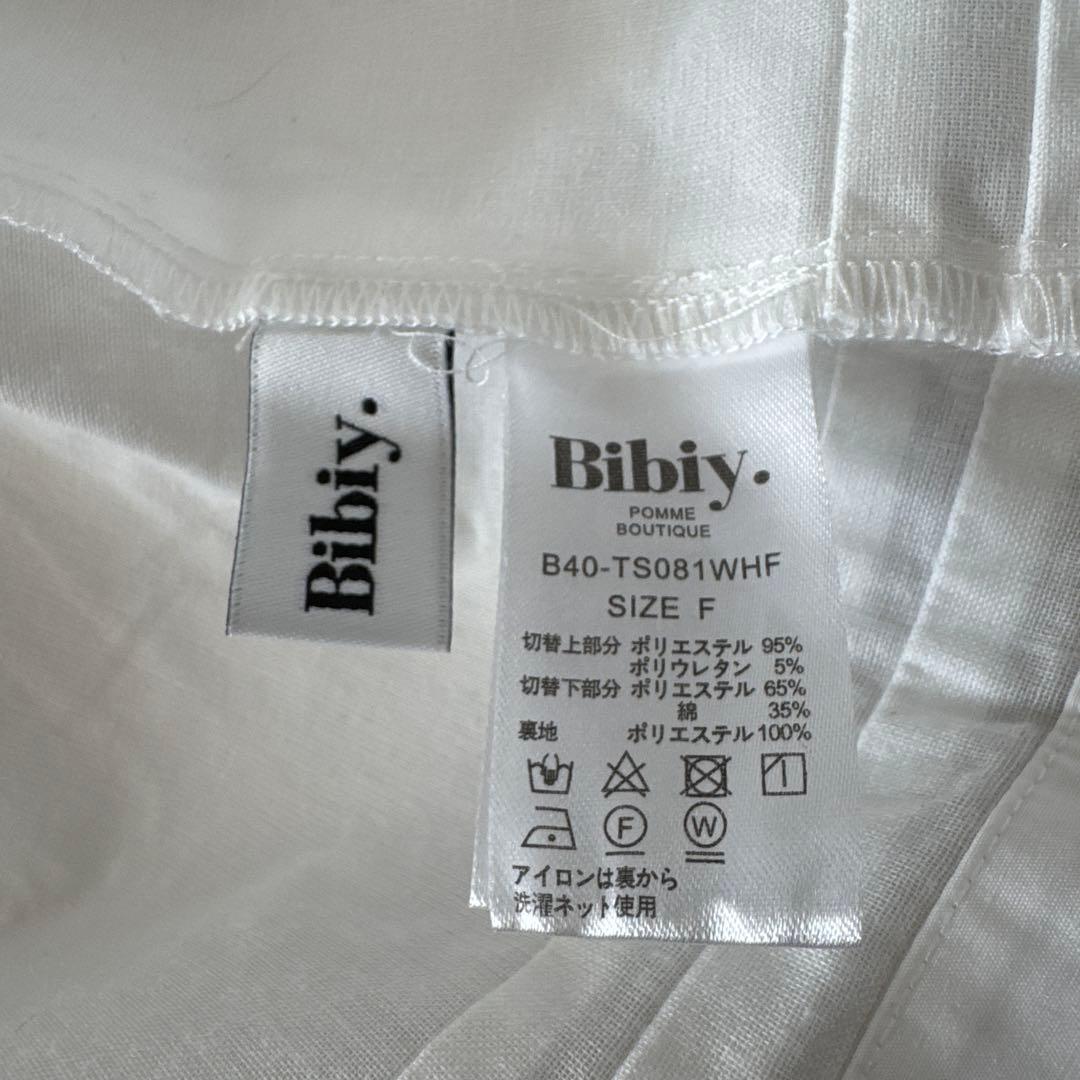 Bibiy.
Bibiy.
POMME
BOUTIQUE
B40-TS081WHF
SIZE F
切替上部分 ポリエステル 95%
ポリウレタン 5%
切替下部分 ポリエステル 65%
綿 35%
裏地 ポリエステル 100%
F W
アイロンは裏から
洗濯ネット使用